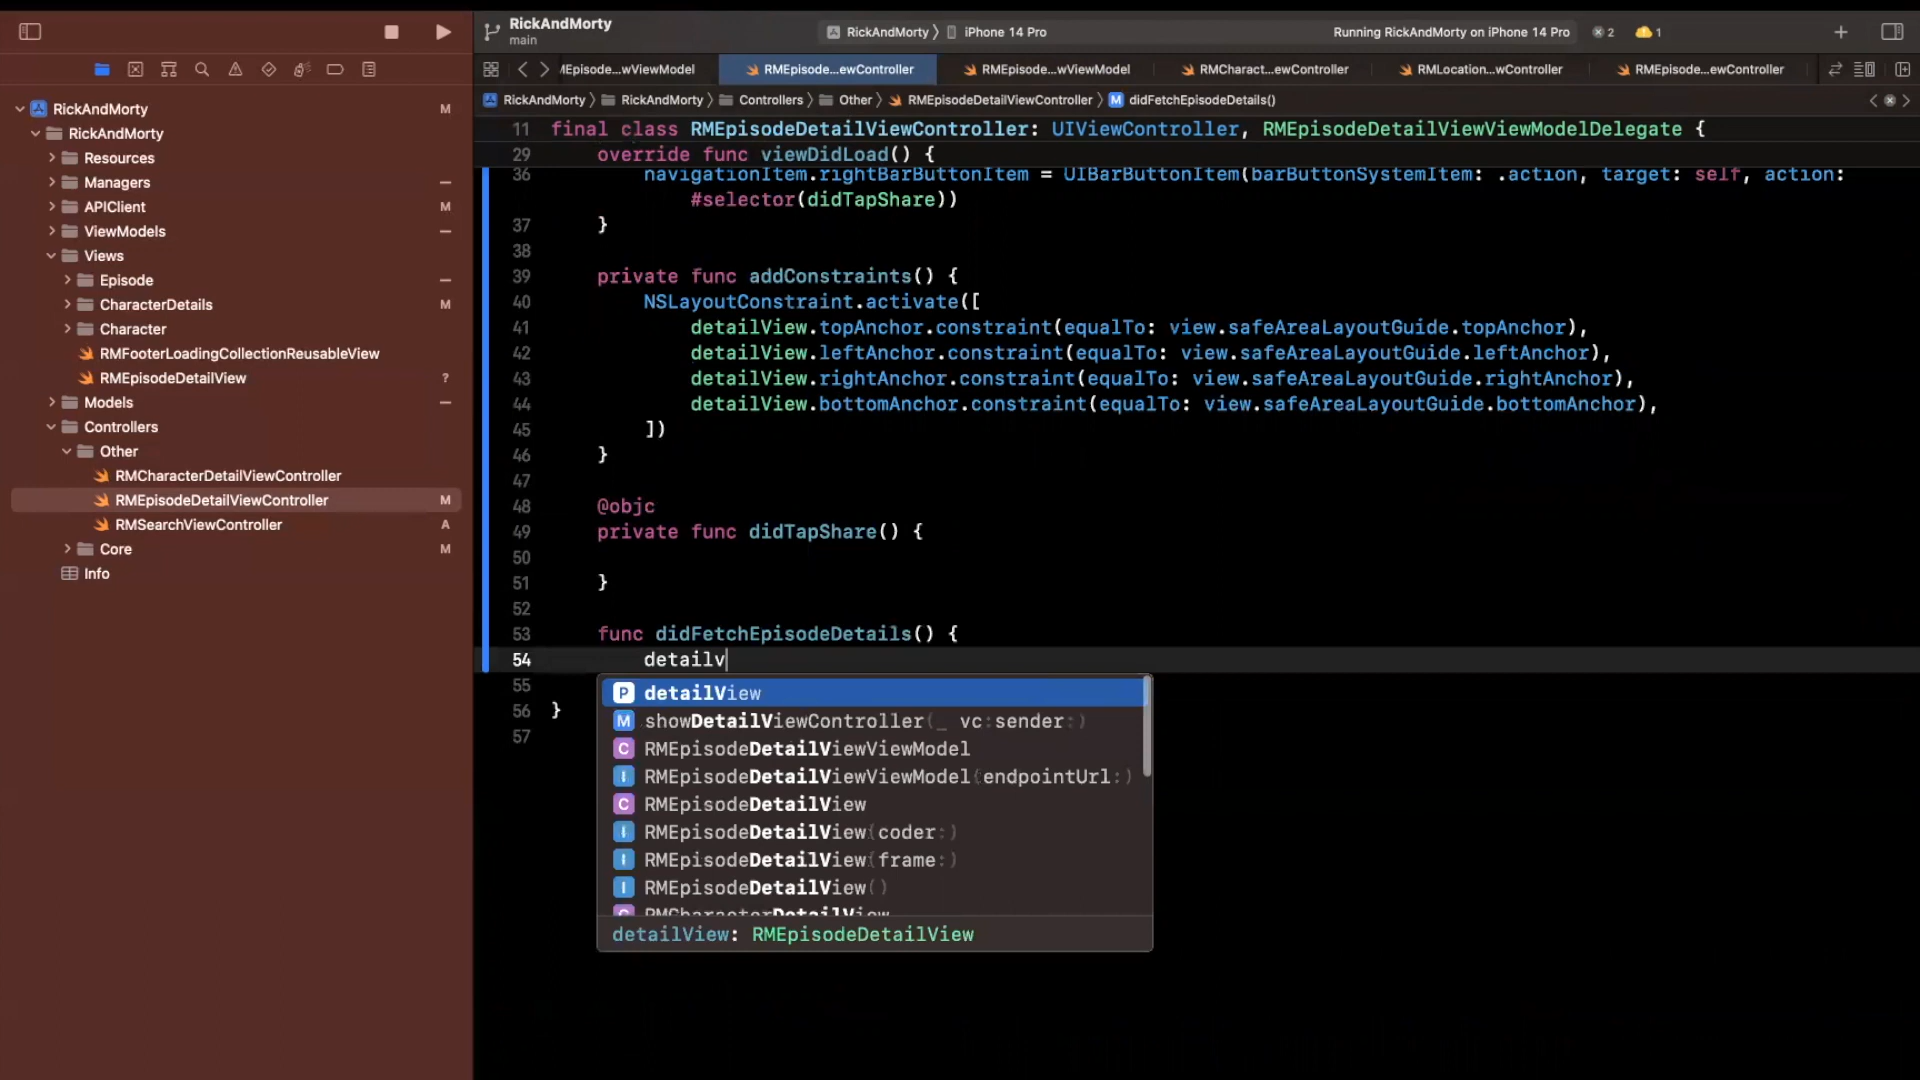 RickAndMorty
main
RickAndMorty 〉 iPhone 14 Pro
Running RickAndMorty on iPhone 14 Pro
2
1
MEpisode...wViewModel
RMEpisode...ewController
RMEpisode...wViewModel
RMCharact...ewController
RMLocation...wController
RMEpisode...ewController
RickAndMorty 〉 RickAndMorty 〉 Controllers 〉 Other 〉 RMEpisodeDetailViewController 〉 M didFetchEpisodeDetails()
RickAndMorty M
RickAndMorty
Resources
Managers
APIClient M
ViewModels
Views
Episode
CharacterDetails M
Character
RMFooterLoadingCollectionReusableView
RMEpisodeDetailView ?
Models
Controllers
Other
RMCharacterDetailViewController
RMEpisodeDetailViewController M
RMSearchViewController A
Core M
Info
11 final class RMEpisodeDetailViewController: UIViewController, RMEpisodeDetailViewViewModelDelegate {
29 override func viewDidLoad() {
36 navigationItem.rightBarButtonItem = UIBarButtonItem(barButtonSystemItem: .action, target: self, action:
#selector(didTapShare))
37 }
38
39 private func addConstraints() {
40 NSLayoutConstraint.activate([
41 detailView.topAnchor.constraint(equalTo: view.safeAreaLayoutGuide.topAnchor),
42 detailView.leftAnchor.constraint(equalTo: view.safeAreaLayoutGuide.leftAnchor),
43 detailView.rightAnchor.constraint(equalTo: view.safeAreaLayoutGuide.rightAnchor),
44 detailView.bottomAnchor.constraint(equalTo: view.safeAreaLayoutGuide.bottomAnchor),
45 ])
46 }
47
48 @objc
49 private func didTapShare() {
50
51 }
52
53 func didFetchEpisodeDetails() {
54 detailv
55
56 }
57
P detailView
M showDetailViewController(_ vc:sender:)
C RMEpisodeDetailViewViewModel
I RMEpisodeDetailViewViewModel(endpointUrl:)
C RMEpisodeDetailView
I RMEpisodeDetailView(coder:)
I RMEpisodeDetailView(frame:)
I RMEpisodeDetailView()
C RMCharacterDetailView
detailView: RMEpisodeDetailView